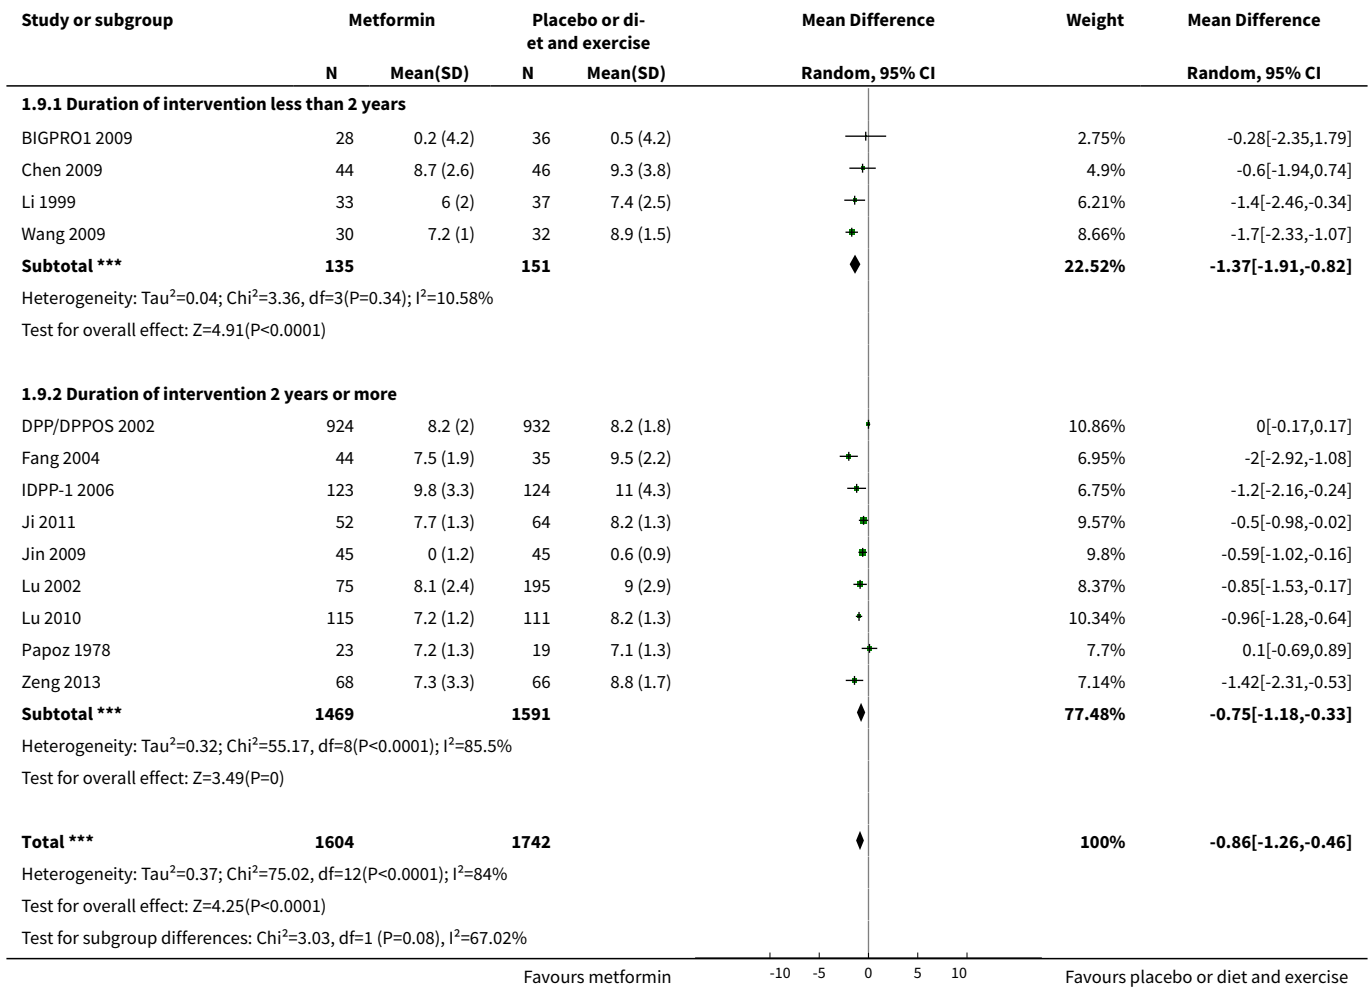 Study or subgroup Metformin Placebo or di- Mean Difference Weight Mean Difference
et and exercise
N Mean(SD) N Mean(SD) Random, 95% CI Random, 95% CI
1.9.1 Duration of intervention less than 2 years
BIGPRO1 2009 28 0.2 (4.2) 36 0.5 (4.2) 2.75% -0.28[-2.35,1.79]
Chen 2009 44 8.7 (2.6) 46 9.3 (3.8) 4.9% -0.6[-1.94,0.74]
Li 1999 33 6 (2) 37 7.4 (2.5) 6.21% -1.4[-2.46,-0.34]
Wang 2009 30 7.2 (1) 32 8.9 (1.5) 8.66% -1.7[-2.33,-1.07]
Subtotal *** 135 151 22.52% -1.37[-1.91,-0.82]
Heterogeneity: Tau²=0.04; Chi²=3.36, df=3(P=0.34); I²=10.58%
Test for overall effect: Z=4.91(P<0.0001)
1.9.2 Duration of intervention 2 years or more
DPP/DPPOS 2002 924 8.2 (2) 932 8.2 (1.8) 10.86% 0[-0.17,0.17]
Fang 2004 44 7.5 (1.9) 35 9.5 (2.2) 6.95% -2[-2.92,-1.08]
IDPP-1 2006 123 9.8 (3.3) 124 11 (4.3) 6.75% -1.2[-2.16,-0.24]
Ji 2011 52 7.7 (1.3) 64 8.2 (1.3) 9.57% -0.5[-0.98,-0.02]
Jin 2009 45 0 (1.2) 45 0.6 (0.9) 9.8% -0.59[-1.02,-0.16]
Lu 2002 75 8.1 (2.4) 195 9 (2.9) 8.37% -0.85[-1.53,-0.17]
Lu 2010 115 7.2 (1.2) 111 8.2 (1.3) 10.34% -0.96[-1.28,-0.64]
Papoz 1978 23 7.2 (1.3) 19 7.1 (1.3) 7.7% 0.1[-0.69,0.89]
Zeng 2013 68 7.3 (3.3) 66 8.8 (1.7) 7.14% -1.42[-2.31,-0.53]
Subtotal *** 1469 1591 77.48% -0.75[-1.18,-0.33]
Heterogeneity: Tau²=0.32; Chi²=55.17, df=8(P<0.0001); I²=85.5%
Test for overall effect: Z=3.49(P=0)
Total *** 1604 1742 100% -0.86[-1.26,-0.46]
Heterogeneity: Tau²=0.37; Chi²=75.02, df=12(P<0.0001); I²=84%
Test for overall effect: Z=4.25(P<0.0001)
Test for subgroup differences: Chi²=3.03, df=1 (P=0.08), I²=67.02%
Favours metformin -10 -5 0 5 10 Favours placebo or diet and exercise